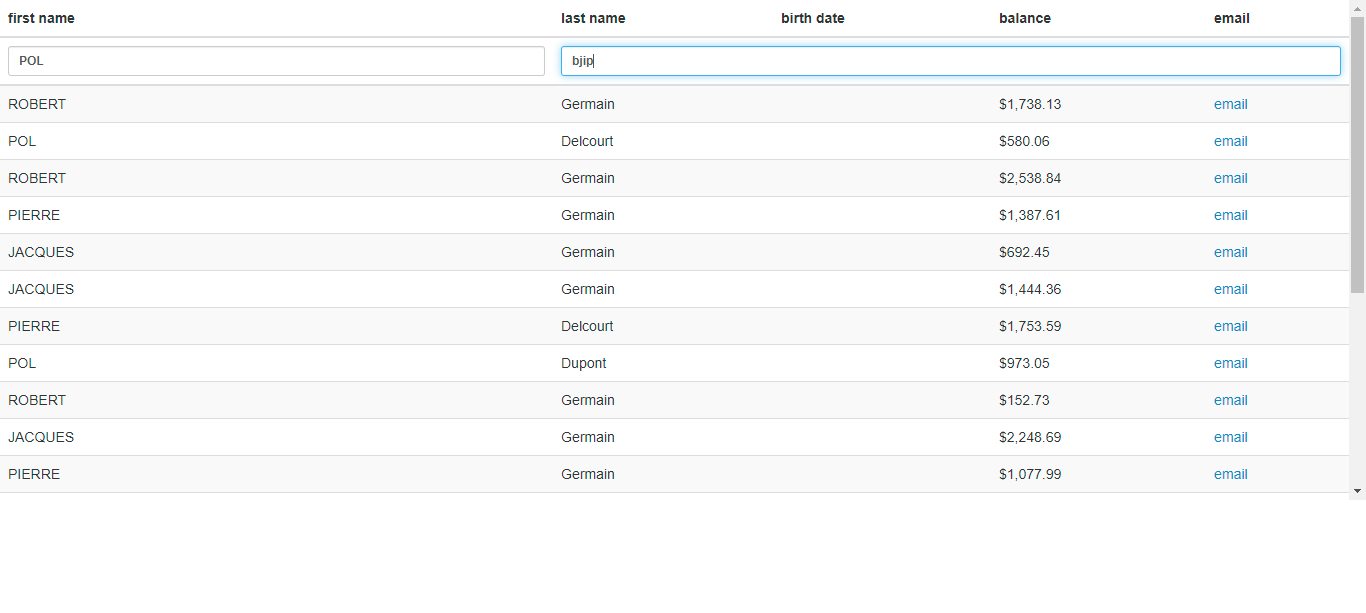 first name last name birth date balance email
POL bjip
ROBERT Germain $1,738.13 email
POL Delcourt $580.06 email
ROBERT Germain $2,538.84 email
PIERRE Germain $1,387.61 email
JACQUES Germain $692.45 email
JACQUES Germain $1,444.36 email
PIERRE Delcourt $1,753.59 email
POL Dupont $973.05 email
ROBERT Germain $152.73 email
JACQUES Germain $2,248.69 email
PIERRE Germain $1,077.99 email